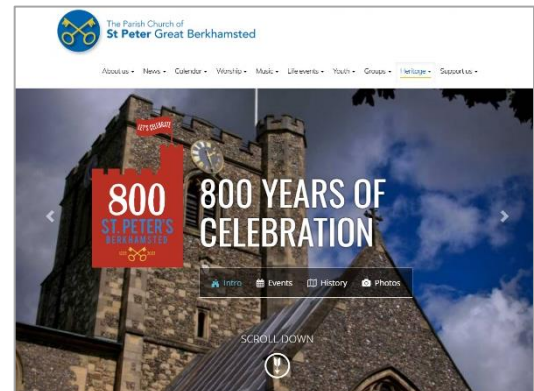 The Parish Church of
St Peter Great Berkhamsted
About us News Calendar Worship Music Life events Youth Groups Heritage Support us
LET'S CELEBRATE
800
ST. PETER'S
BERKHAMSTED
800 YEARS OF
CELEBRATION
Intro Events History Photos
SCROLL DOWN